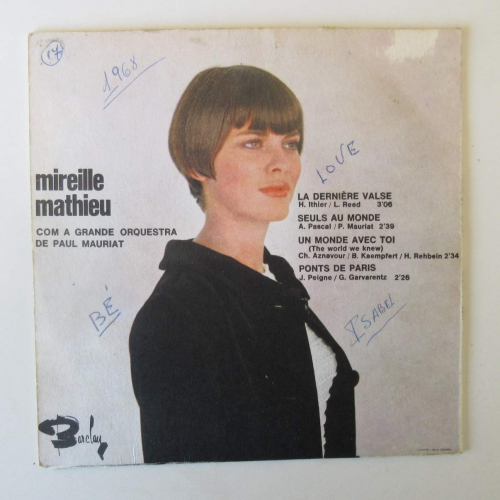 17
1968
LOVE
mireille
mathieu
COM A GRANDE ORQUESTRA
DE PAUL MAURIAT
LA DERNIÈRE VALSE
H. Ithier / L. Reed 3'06
SEULS AU MONDE
A. Pascal / P. Mauriat 2'39
UN MONDE AVEC TOI
(The world we knew)
Ch. Aznavour / B. Kaempfert / H. Rehbein 2'34
PONTS DE PARIS
J. Peigne / G. Garvarentz 2'26
BÉ
ISABEL
Barclay